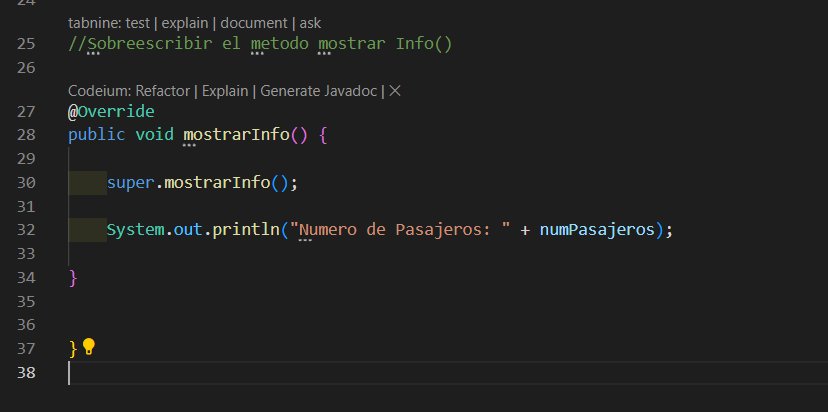 24
tabnine: test | explain | document | ask
25 //Sobreescribir el metodo mostrar Info()
26
Codeium: Refactor | Explain | Generate Javadoc | ×
27 @Override
28 public void mostrarInfo() {
29
30 super.mostrarInfo();
31
32 System.out.println("Numero de Pasajeros: " + numPasajeros);
33
34 }
35
36
37 }
38